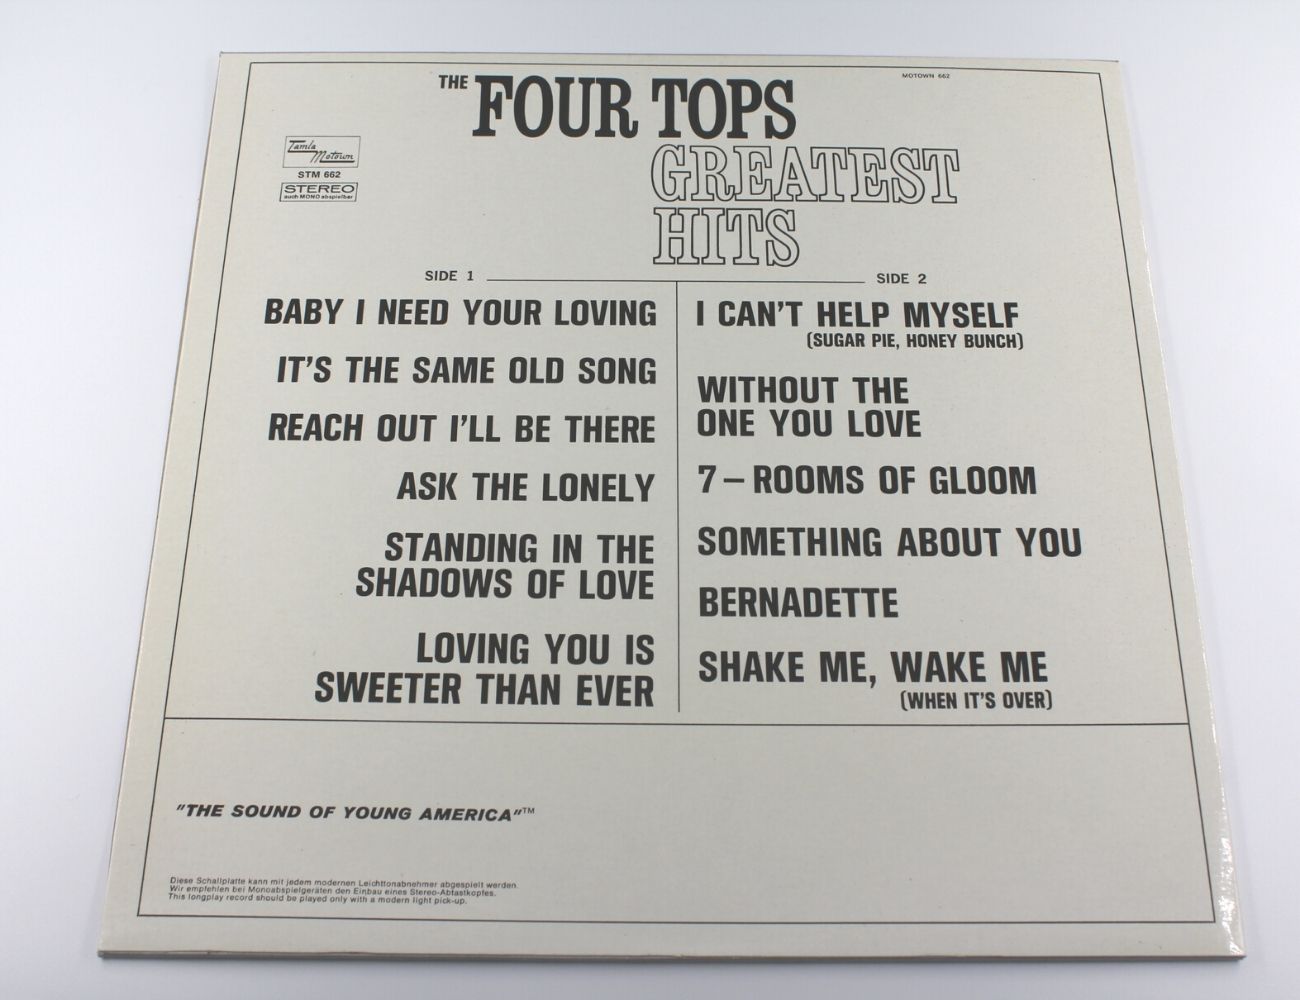 THE FOUR TOPS
MOTOWN 662
GREATEST
HITS
Tamla
Motown
STM 662
STEREO
auch MONO abspielbar
SIDE 1
BABY I NEED YOUR LOVING
IT'S THE SAME OLD SONG
REACH OUT I'LL BE THERE
ASK THE LONELY
STANDING IN THE
SHADOWS OF LOVE
LOVING YOU IS
SWEETER THAN EVER
SIDE 2
I CAN'T HELP MYSELF
(SUGAR PIE, HONEY BUNCH)
WITHOUT THE
ONE YOU LOVE
7 – ROOMS OF GLOOM
SOMETHING ABOUT YOU
BERNADETTE
SHAKE ME, WAKE ME
(WHEN IT'S OVER)
"THE SOUND OF YOUNG AMERICA"™
Diese Schallplatte kann mit jedem modernen Leichttonabnehmer abgespielt werden.
Wir empfehlen bei Monoabspielgeräten den Einbau eines Stereo-Abtastkopfes.
This longplay record should be played only with a modern light pick-up.